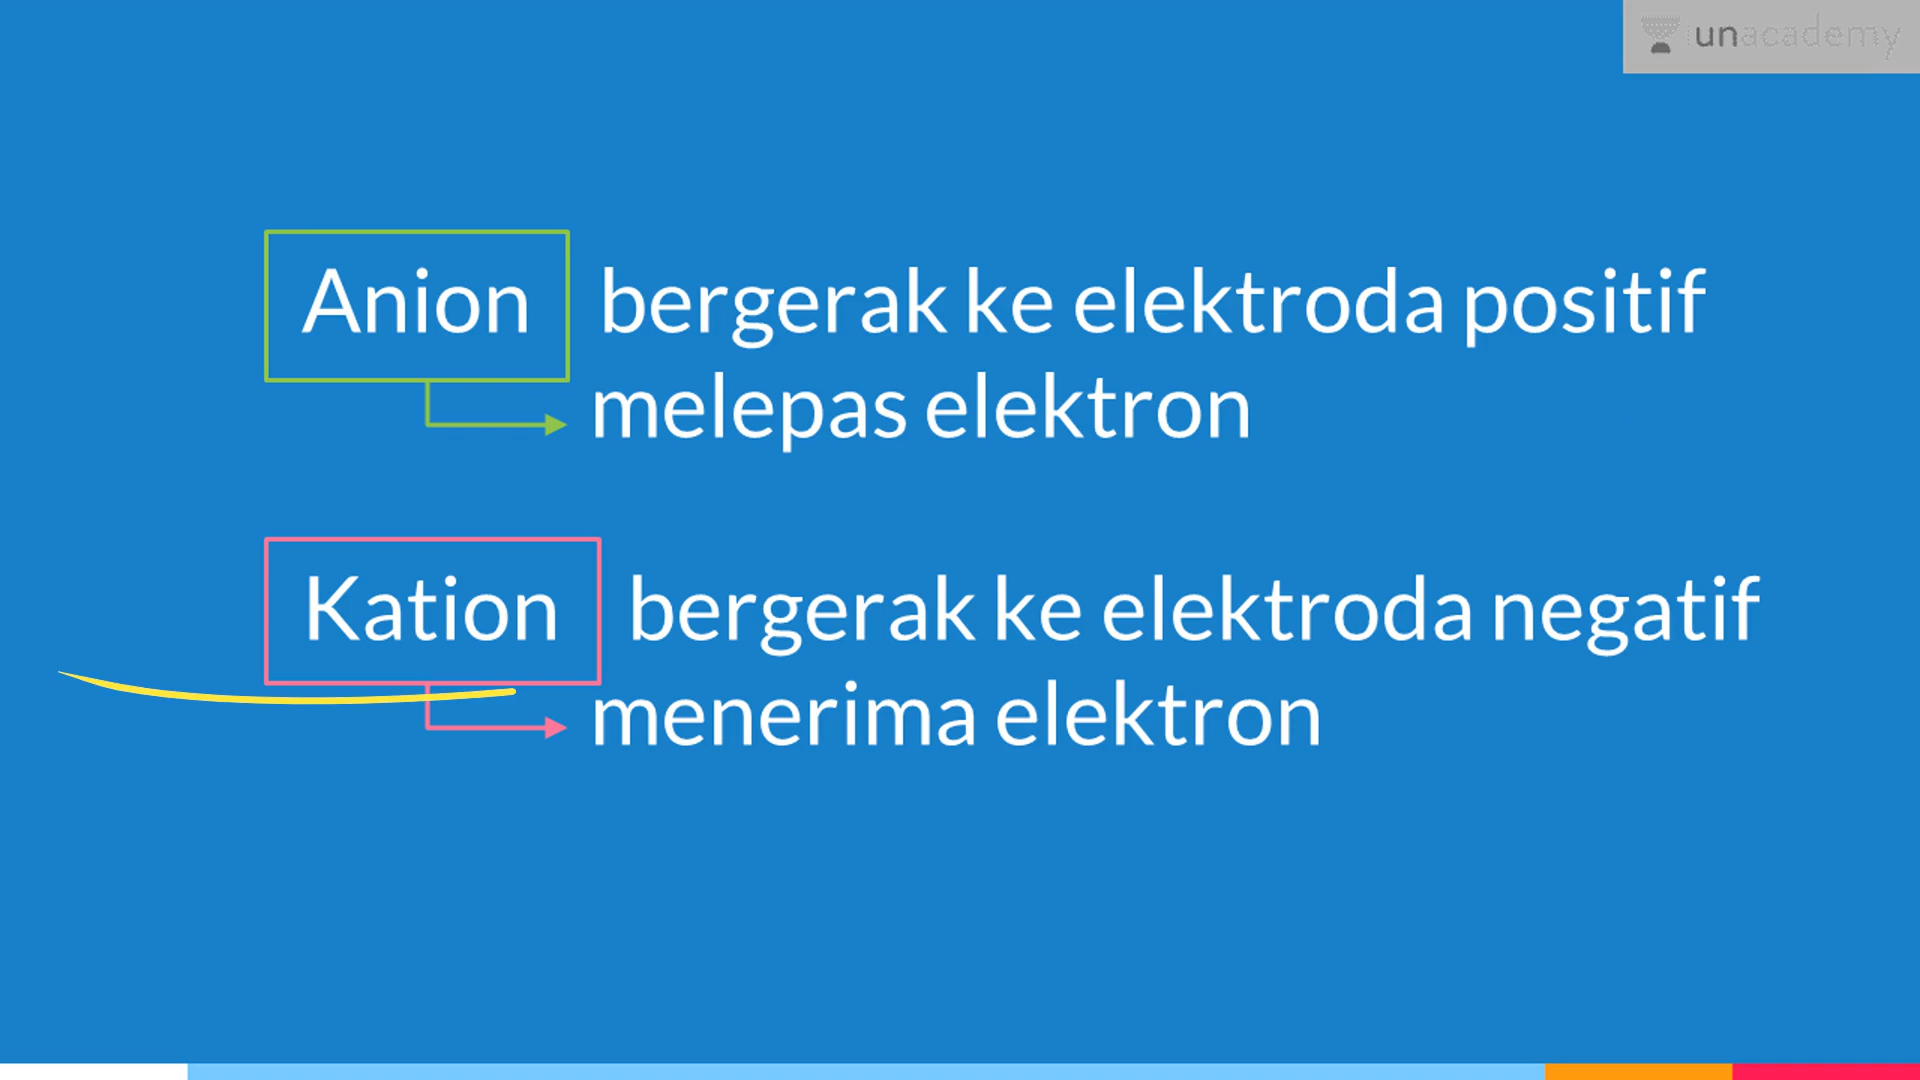 unacademy
Anion bergerak ke elektroda positif
melepas elektron
Kation bergerak ke elektroda negatif
menerima elektron